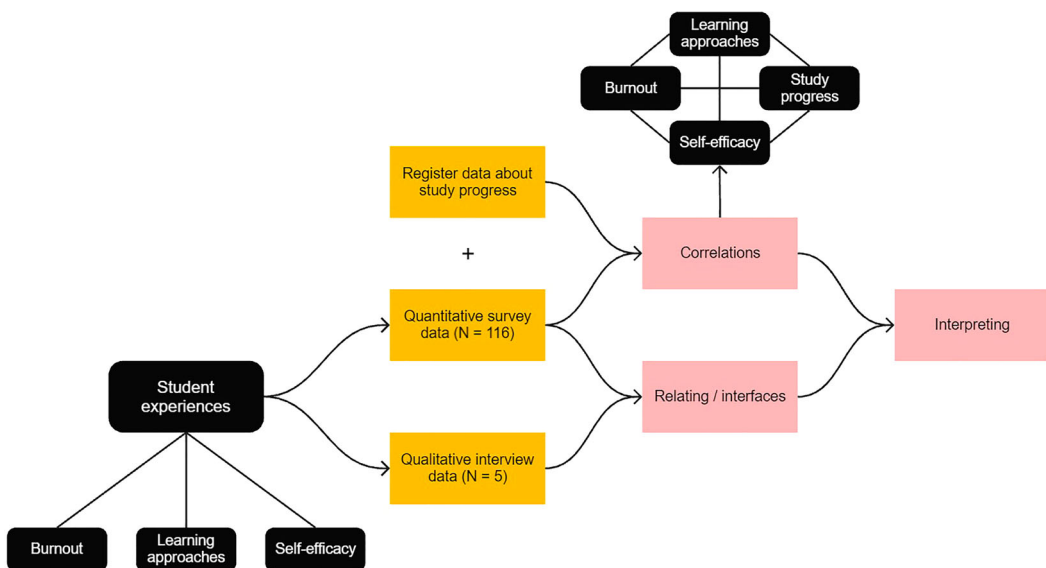 Learning
approaches
Burnout
Study
progress
Self-efficacy
Register data about
study progress
+
Correlations
Quantitative survey
data (N = 116)
Interpreting
Student
experiences
Relating / interfaces
Qualitative interview
data (N = 5)
Burnout
Learning
approaches
Self-efficacy